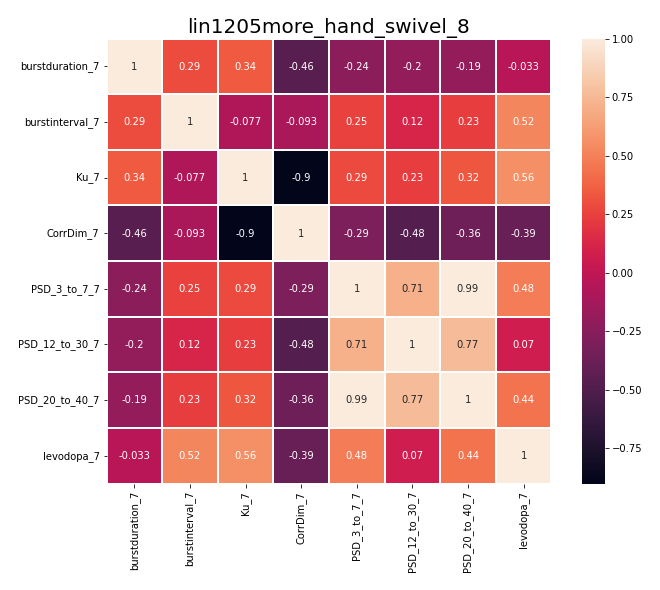 lin1205more_hand_swivel_8
burstduration_7 1 0.29 0.34 -0.46 -0.24 -0.2 -0.19 -0.033
burstinterval_7 0.29 1 -0.077 -0.093 0.25 0.12 0.23 0.52
Ku_7 0.34 -0.077 1 -0.9 0.29 0.23 0.32 0.56
CorrDim_7 -0.46 -0.093 -0.9 1 -0.29 -0.48 -0.36 -0.39
PSD_3_to_7_7 -0.24 0.25 0.29 -0.29 1 0.71 0.99 0.48
PSD_12_to_30_7 -0.2 0.12 0.23 -0.48 0.71 1 0.77 0.07
PSD_20_to_40_7 -0.19 0.23 0.32 -0.36 0.99 0.77 1 0.44
levodopa_7 -0.033 0.52 0.56 -0.39 0.48 0.07 0.44 1
burstduration_7
burstinterval_7
Ku_7
CorrDim_7
PSD_3_to_7_7
PSD_12_to_30_7
PSD_20_to_40_7
levodopa_7
1.00
0.75
0.50
0.25
0.00
−0.25
−0.50
−0.75